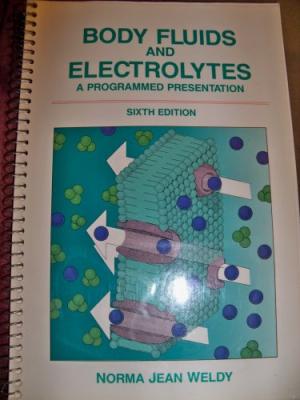 BODY FLUIDS
AND
ELECTROLYTES
A PROGRAMMED PRESENTATION
SIXTH EDITION
NORMA JEAN WELDY